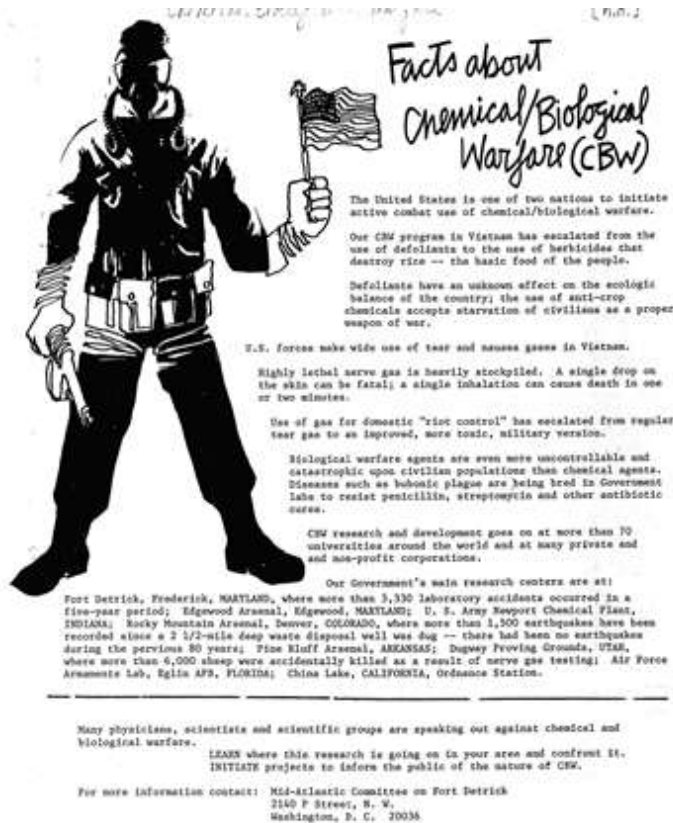 [n.d.]
Facts about
Chemical/Biological
Warfare (CBW)
The United States is one of two nations to initiate
active combat use of chemical/biological warfare.
Our CBW program in Vietnam has escalated from the
use of defoliants to the use of herbicides that
destroy rice -- the basic food of the people.
Defoliants have an unknown effect on the ecologic
balance of the country; the use of anti-crop
chemicals accepts starvation of civilians as a proper
weapon of war.
U.S. forces make wide use of tear and nausea gases in Vietnam.
Highly lethal nerve gas is heavily stockpiled. A single drop on
the skin can be fatal; a single inhalation can cause death in one
or two minutes.
Use of gas for domestic "riot control" has escalated from regular
tear gas to an improved, more toxic, military version.
Biological warfare agents are even more uncontrollable and
catastrophic upon civilian populations than chemical agents.
Diseases such as bubonic plague are being bred in Government
labs to resist penicillin, streptomycin and other antibiotic
cures.
CBW research and development goes on at more than 70
universities around the world and at many private and
and non-profit corporations.
Our Government's main research centers are at:
Fort Detrick, Frederick, MARYLAND, where more than 3,330 laboratory accidents occurred in a
five-year period; Edgewood Arsenal, Edgewood, MARYLAND; U. S. Army Newport Chemical Plant,
INDIANA; Rocky Mountain Arsenal, Denver, COLORADO, where more than 1,500 earthquakes have been
recorded since a 2 1/2-mile deep waste disposal well was dug -- there had been no earthquakes
during the pervious 80 years; Pine Bluff Arsenal, ARKANSAS; Dugway Proving Grounds, UTAH,
where more than 6,000 sheep were accidentally killed as a result of nerve gas testing; Air Force
Armaments Lab, Eglin AFB, FLORIDA; China Lake, CALIFORNIA, Ordnance Station.
Many physicians, scientists and scientific groups are speaking out against chemical and
biological warfare.
LEARN where this research is going on in your area and confront it.
INITIATE projects to inform the public of the nature of CBW.
For more information contact: Mid-Atlantic Committee on Fort Detrick
2140 P Street, N. W.
Washington, D. C. 20036